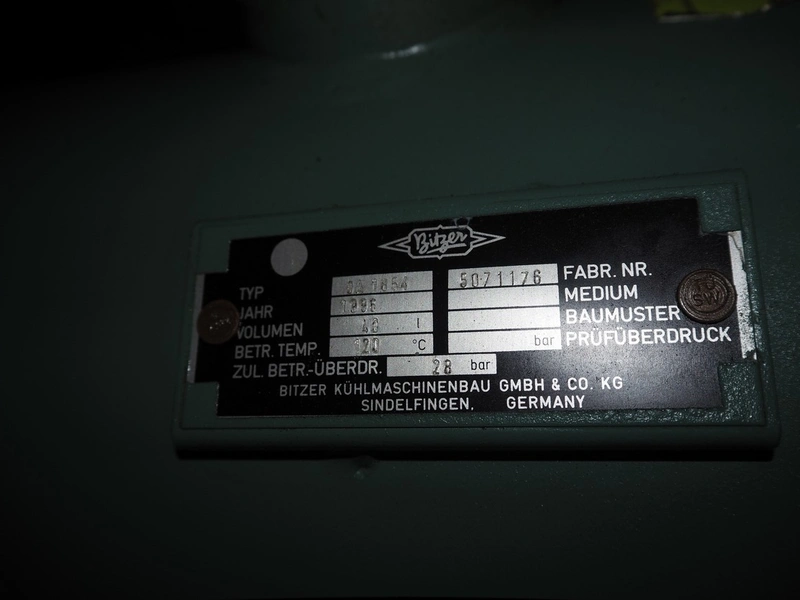 Bitzer
TYP 5071176 FABR. NR.
JAHR 1996 MEDIUM
VOLUMEN l BAUMUSTER
BETR. TEMP. 120 °C bar PRÜFÜBERDRUCK
ZUL. BETR.-ÜBERDR. 28 bar
BITZER KÜHLMASCHINENBAU GMBH & CO. KG
SINDELFINGEN, GERMANY